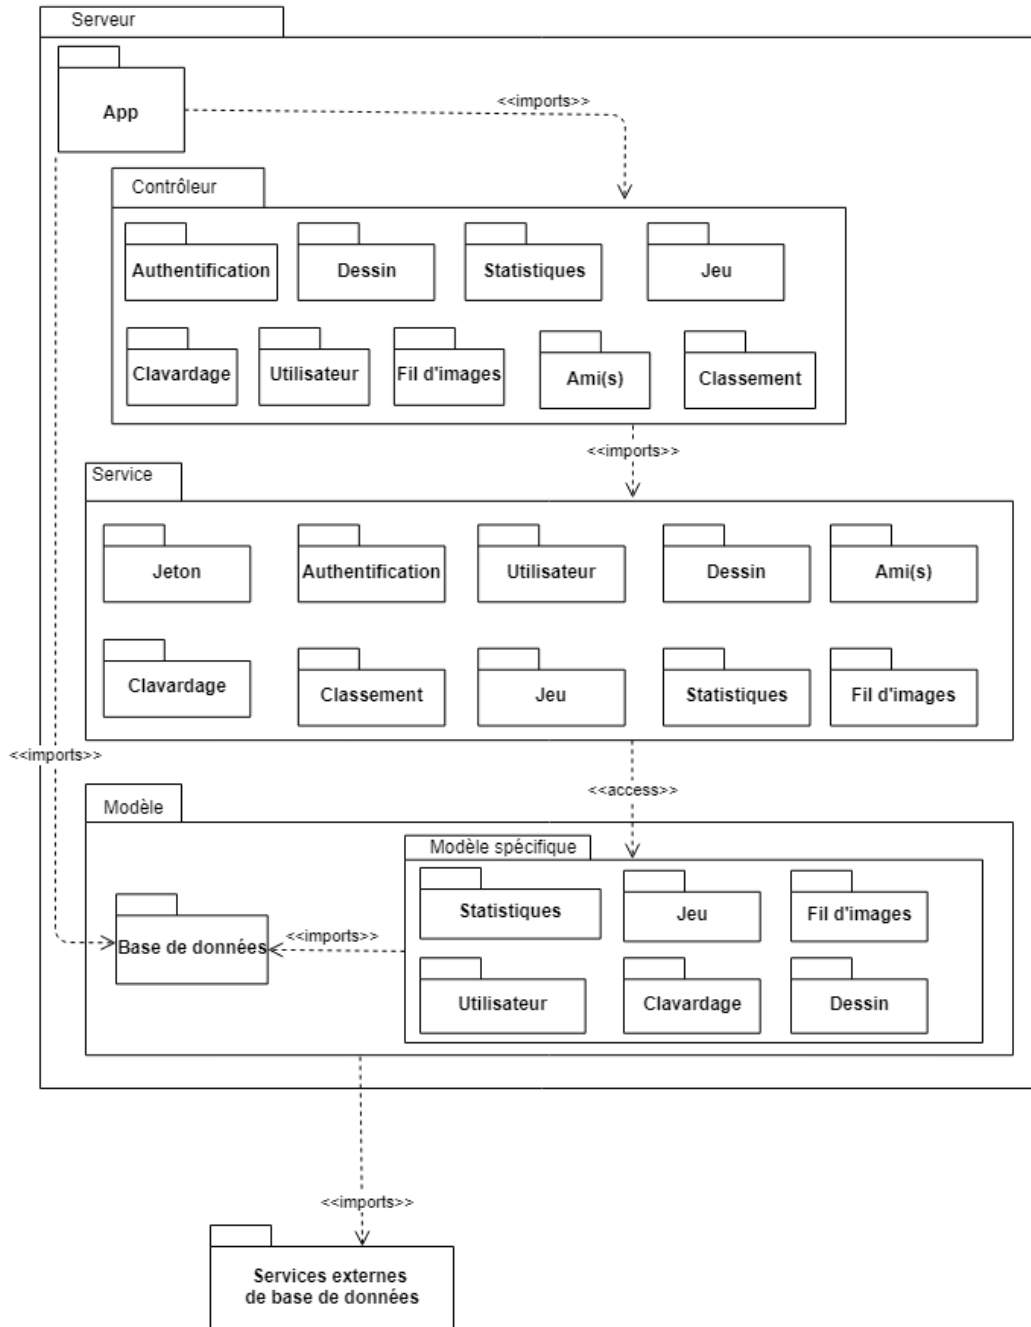 Serveur
App
<<imports>>
Contrôleur
Authentification
Dessin
Statistiques
Jeu
Clavardage
Utilisateur
Fil d'images
Ami(s)
Classement
<<imports>>
Service
Jeton
Authentification
Utilisateur
Dessin
Ami(s)
Clavardage
Classement
Jeu
Statistiques
Fil d'images
<<imports>>
<<access>>
Modèle
Modèle spécifique
Statistiques
Jeu
Fil d'images
Base de données
<<imports>>
Utilisateur
Clavardage
Dessin
<<imports>>
Services externes
de base de données